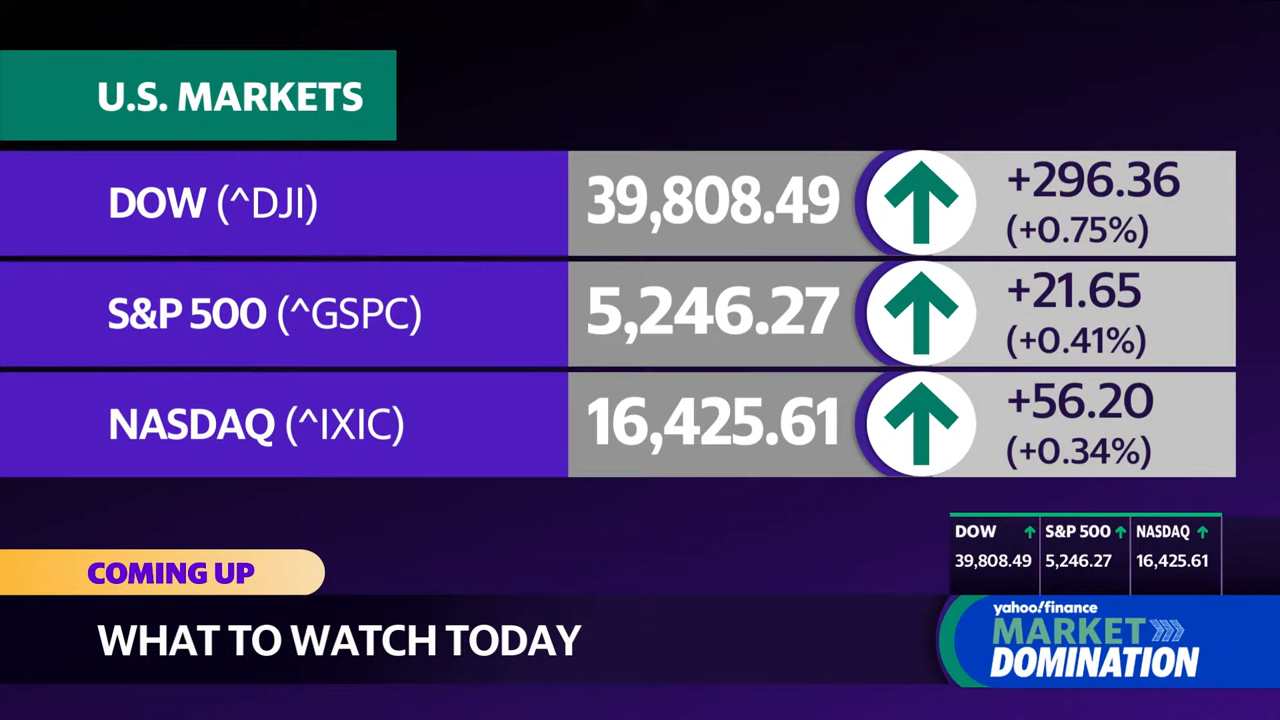 U.S. MARKETS
DOW (^DJI) 39,808.49 +296.36
(+0.75%)
S&P 500 (^GSPC) 5,246.27 +21.65
(+0.41%)
NASDAQ (^IXIC) 16,425.61 +56.20
(+0.34%)
DOW S&P 500 NASDAQ
39,808.49 5,246.27 16,425.61
COMING UP
WHAT TO WATCH TODAY
yahoo!finance
MARKET
DOMINATION